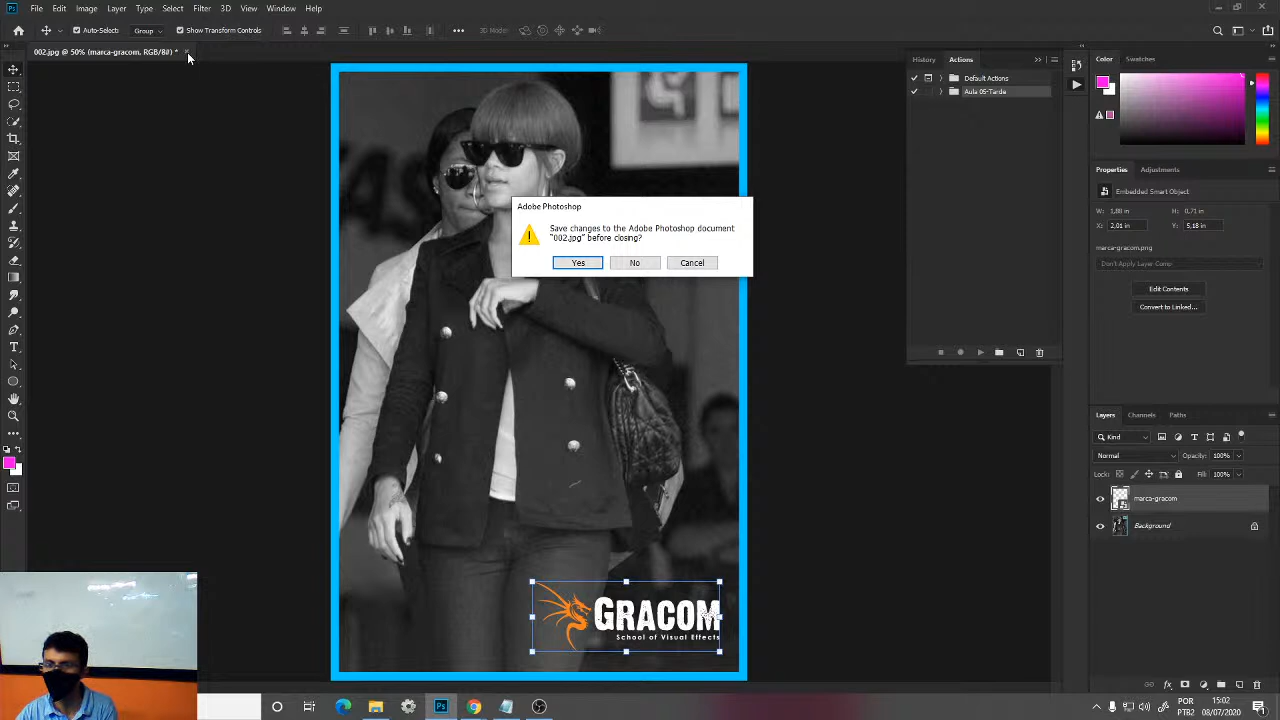 File Edit Image Layer Type Select Filter 3D View Window Help
Auto-Select: Group Show Transform Controls 3D Mode:
002.jpg @ 50% (marca-gracom, RGB/8#) *
History Actions
Default Actions
Aula 05-Tarde
Color Swatches
Adobe Photoshop
Save changes to the Adobe Photoshop document
“002.jpg” before closing?
Yes No Cancel
Properties Adjustments
Embedded Smart Object
W: 1,88 in H: 0,71 in
X: 2,01 in Y: 5,18 in
marca-gracom.png
Don't Apply Layer Comp
Edit Contents
Convert to Linked...
Layers Channels Paths
Kind
Normal Opacity: 100%
Lock: Fill: 100%
marca-gracom
Background
GRACOM
School of Visual Effects
POR 15:02
PTB2 08/07/2020